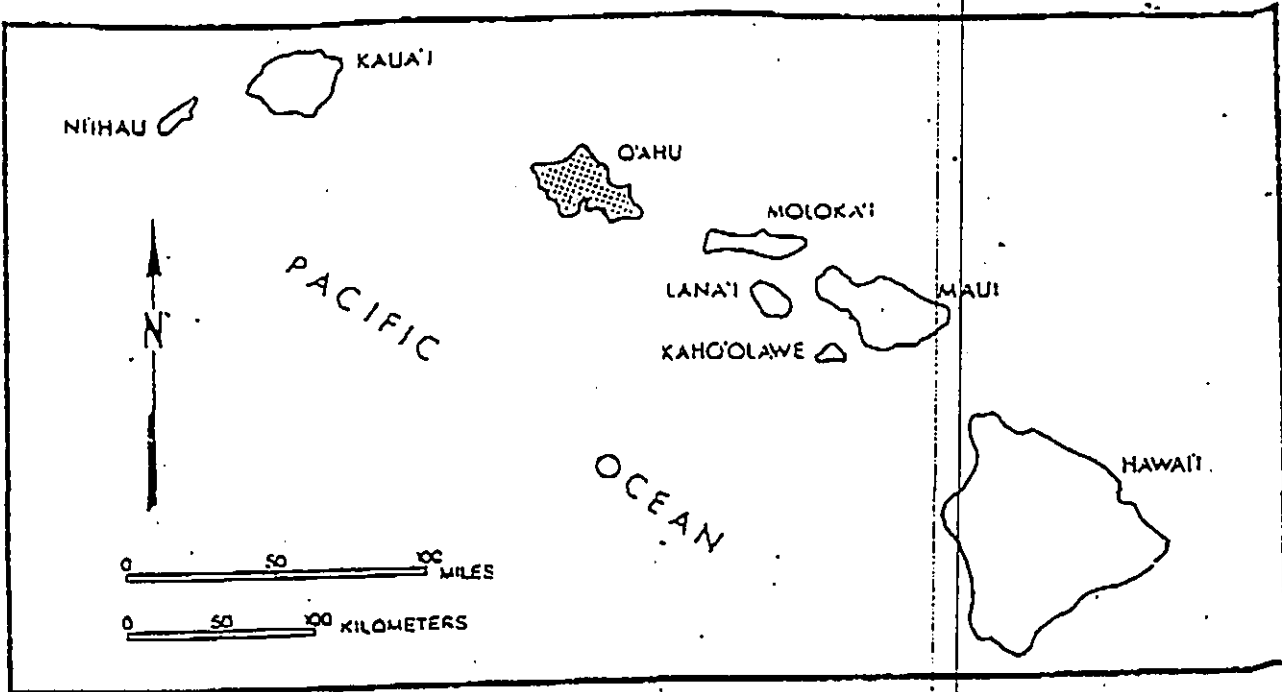 KAUA'I
NI'IHAU
O'AHU
MOLOKA'I
LANA'I
MAUI
KAHO'OLAWE
HAWAI'I
PACIFIC
OCEAN
N
0 50 100 MILES
0 50 100 KILOMETERS